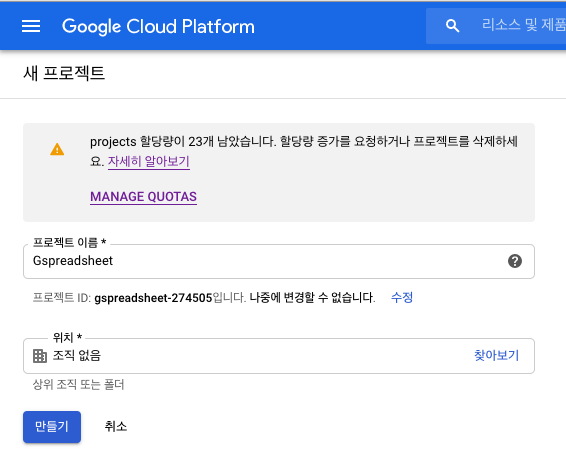 Google Cloud Platform
리소스 및 제품
새 프로젝트
projects 할당량이 23개 남았습니다. 할당량 증가를 요청하거나 프로젝트를 삭제하세
요. 자세히 알아보기
MANAGE QUOTAS
프로젝트 이름 *
Gspreadsheet
프로젝트 ID: gspreadsheet-274505입니다. 나중에 변경할 수 없습니다. 수정
위치 *
조직 없음 찾아보기
상위 조직 또는 폴더
만들기 취소